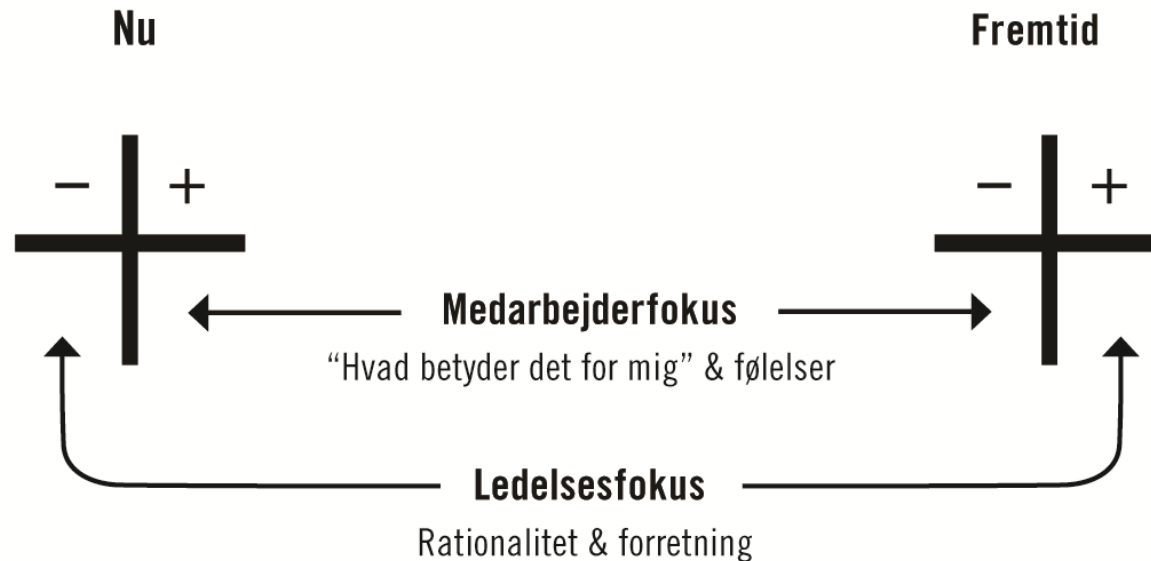 Nu
Fremtid
− +
− +
Medarbejderfokus
“Hvad betyder det for mig” & følelser
Ledelsesfokus
Rationalitet & forretning